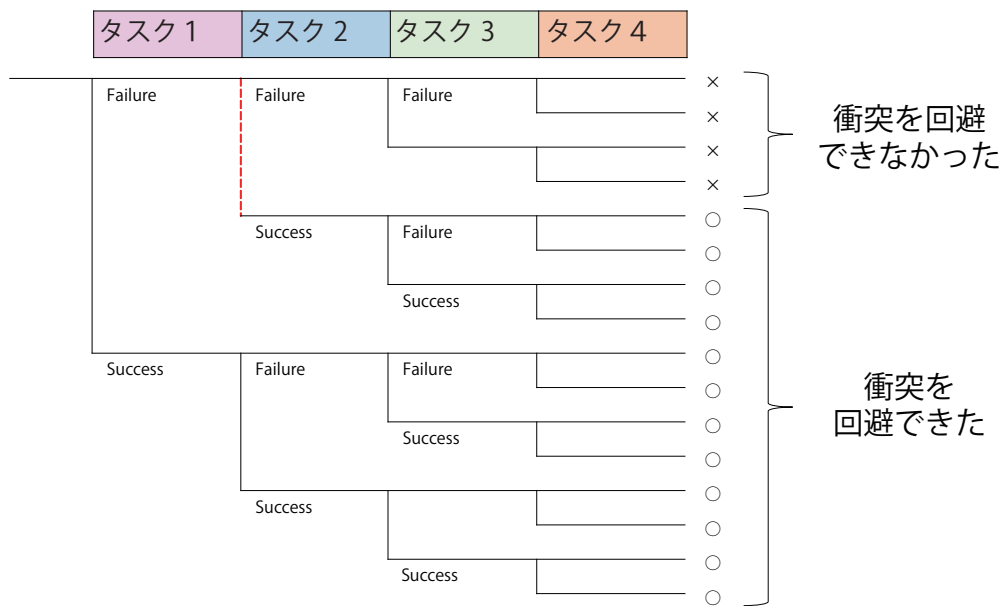 タスク 1 タスク 2 タスク 3 タスク 4
Failure Failure Failure
×
×
×
×
衝突を回避
できなかった
Success Failure
○
○
Success
○
○
Success Failure Failure
○
○
Success
○
○
衝突を
回避できた
Success
○
○
Success
○
○